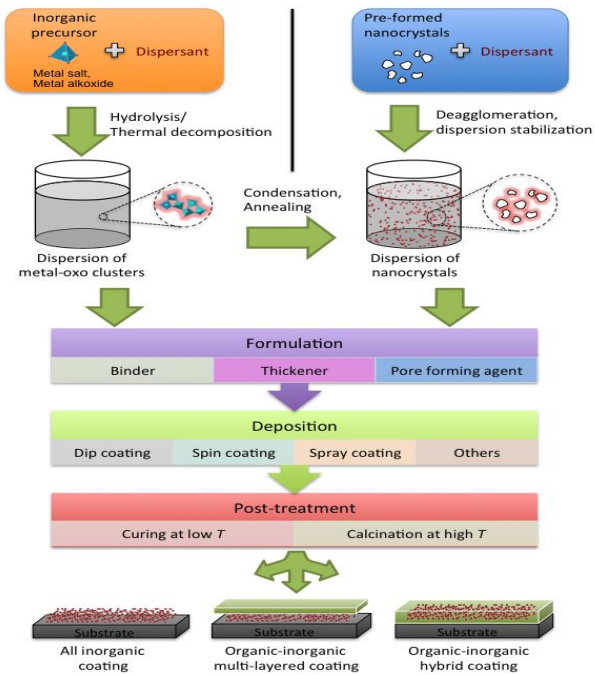 Inorganic
precursor
Dispersant
Metal salt,
Metal alkoxide
Pre-formed
nanocrystals
Dispersant
Hydrolysis/
Thermal decomposition
Deagglomeration,
dispersion stabilization
Condensation,
Annealing
Dispersion of
metal-oxo clusters
Dispersion of
nanocrystals
Formulation
Binder
Thickener
Pore forming agent
Deposition
Dip coating
Spin coating
Spray coating
Others
Post-treatment
Curing at low T
Calcination at high T
Substrate
Substrate
Substrate
All inorganic
coating
Organic-inorganic
multi-layered coating
Organic-inorganic
hybrid coating